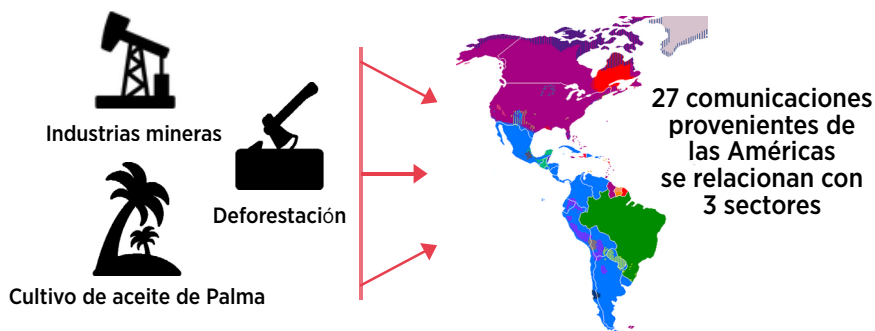 Industrias mineras
Deforestación
Cultivo de aceite de Palma
27 comunicaciones
provenientes de
las Américas
se relacionan con
3 sectores